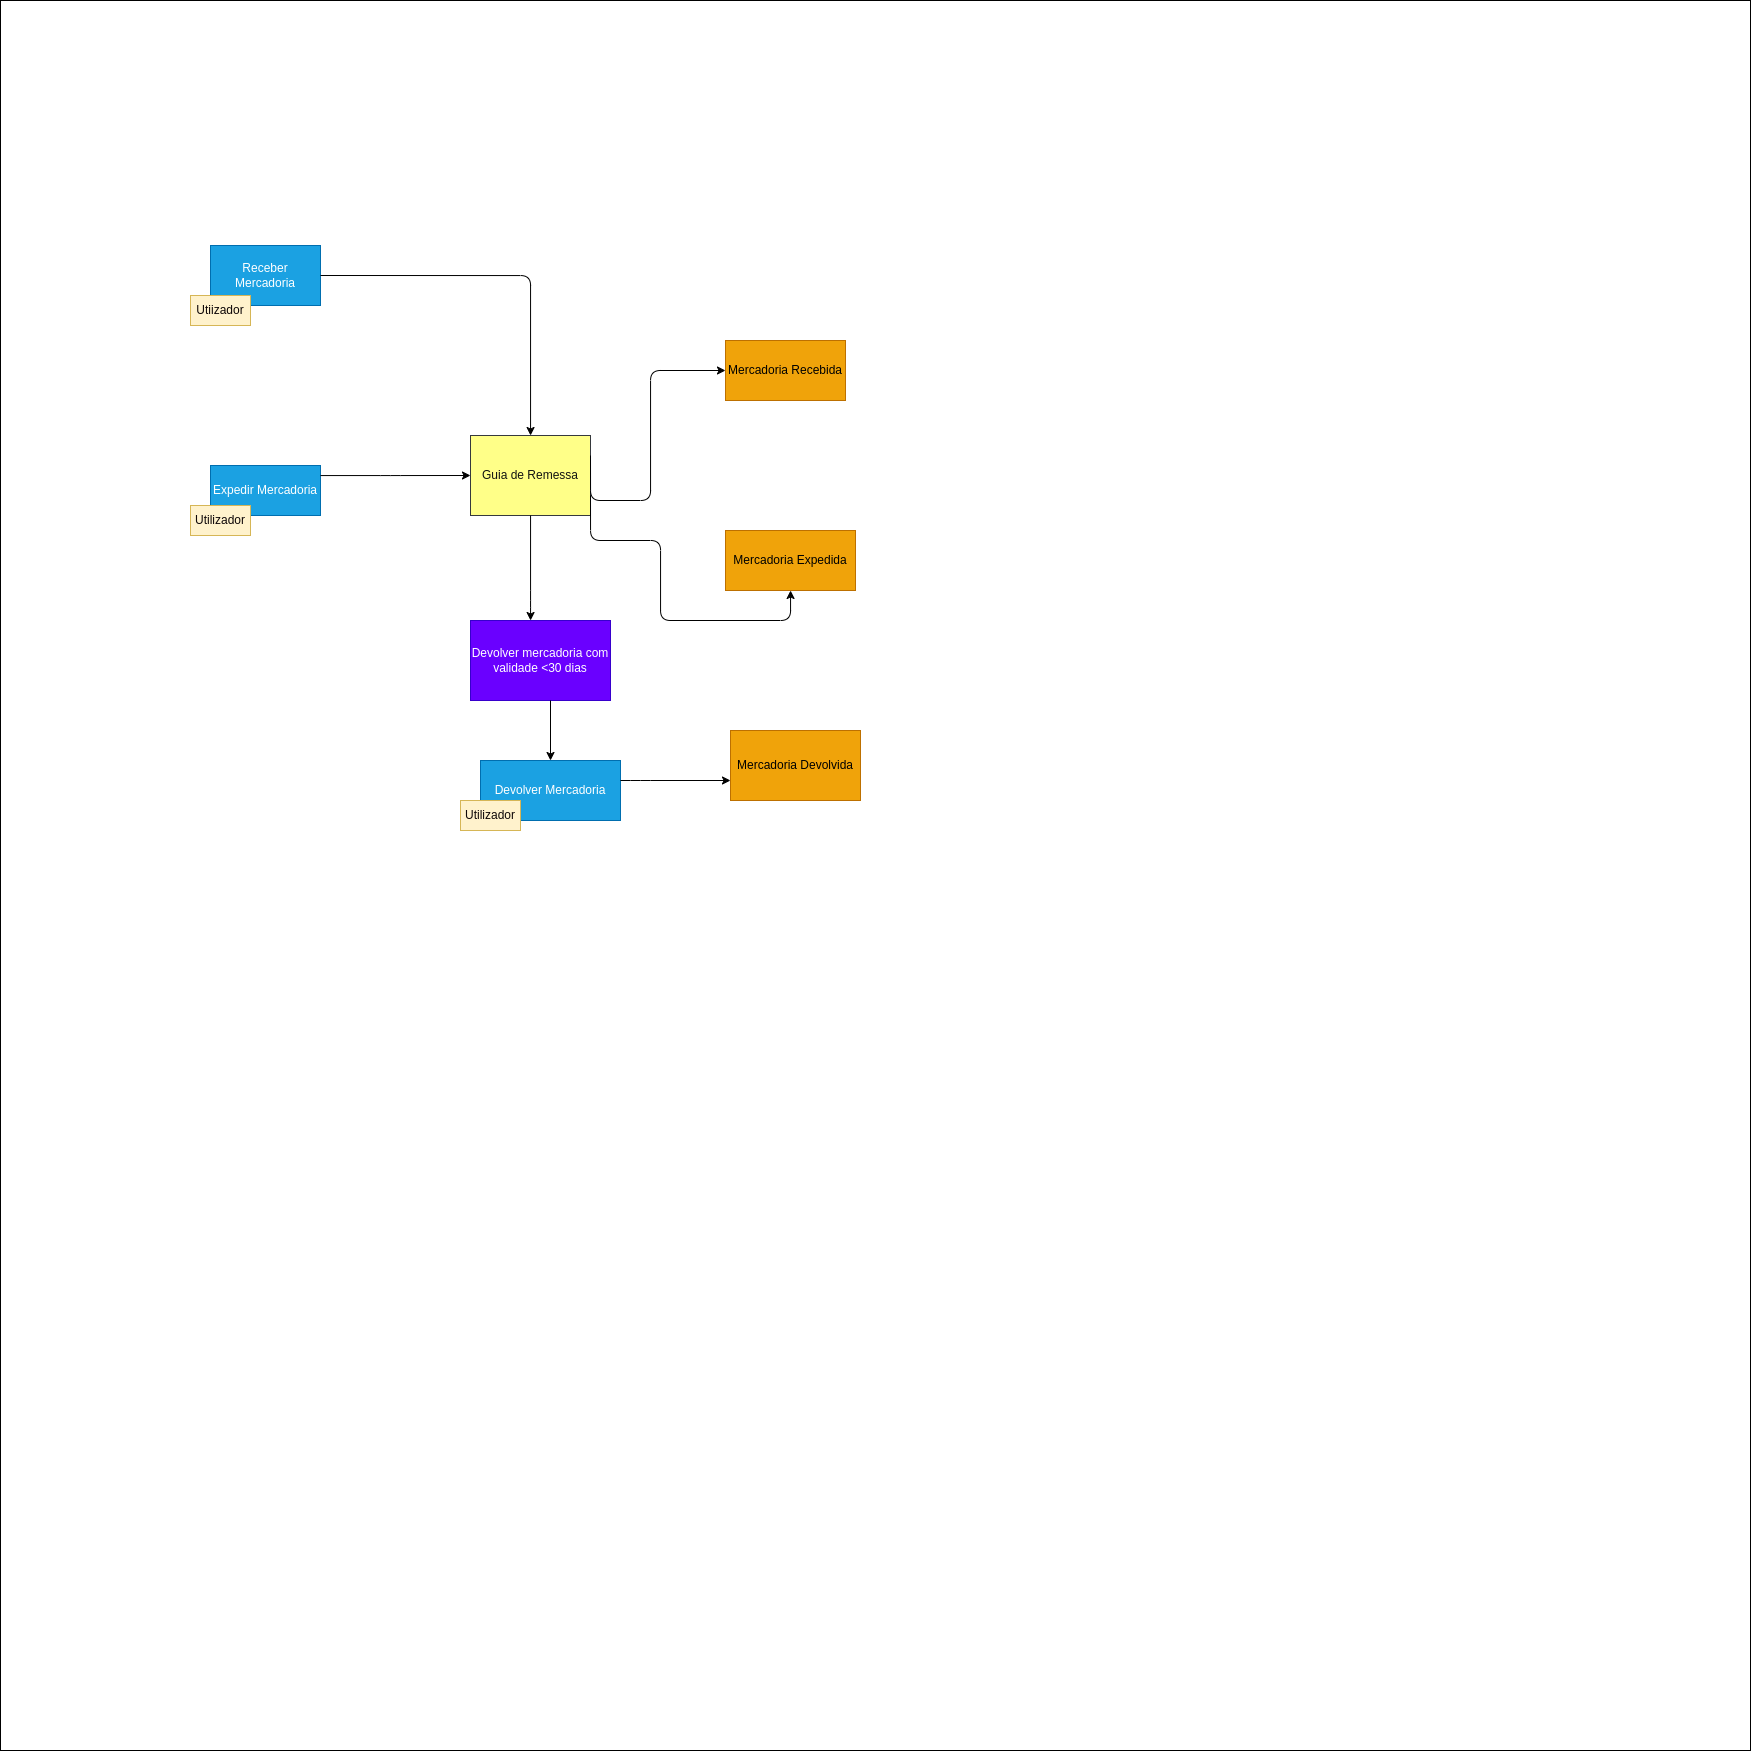 Receber
Mercadoria
Utiizador
Mercadoria Recebida
Guia de Remessa
Expedir Mercadoria
Utilizador
Mercadoria Expedida
Devolver mercadoria com
validade <30 dias
Mercadoria Devolvida
Devolver Mercadoria
Utilizador